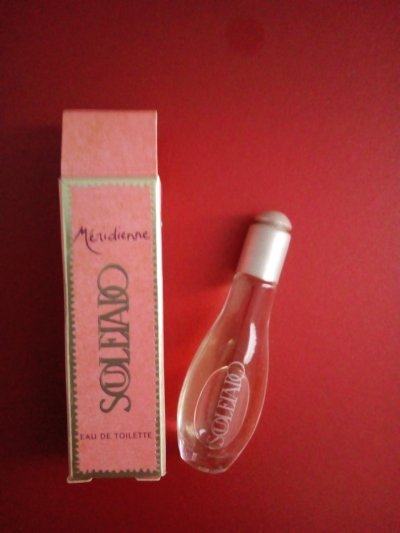 Méridienne
SOULEIADO
EAU DE TOILETTE
SOULEIADO